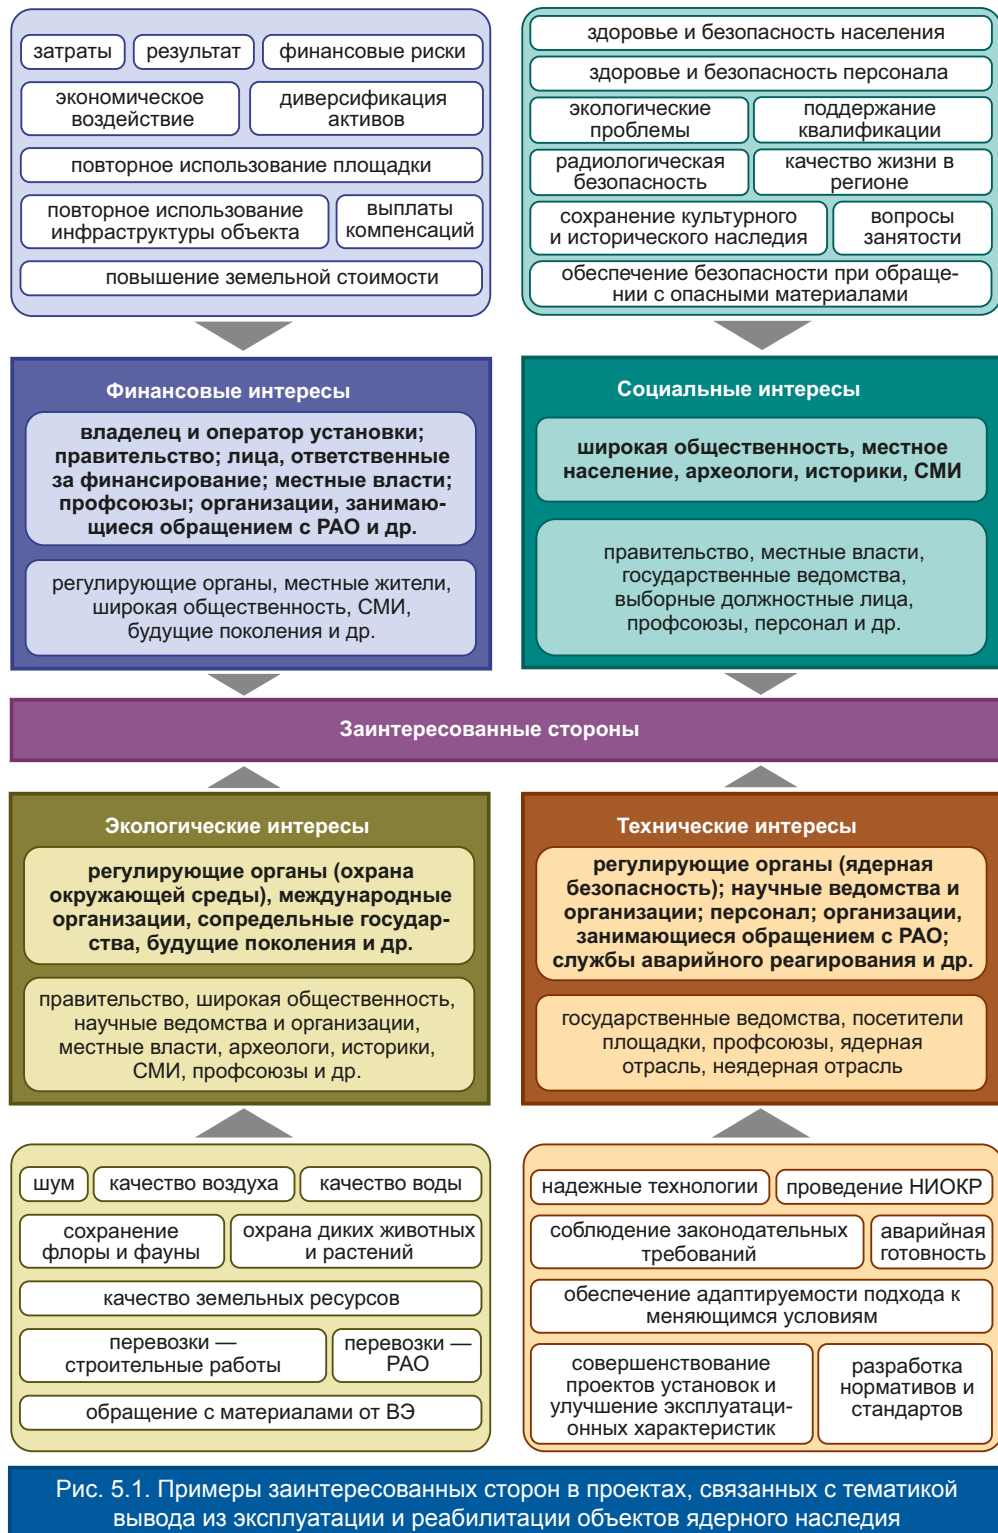 затраты
результат
финансовые риски
экономическое
воздействие
диверсификация
активов
повторное использование площадки
повторное использование
инфраструктуры объекта
выплаты
компенсаций
повышение земельной стоимости
здоровье и безопасность населения
здоровье и безопасность персонала
экологические
проблемы
поддержание
квалификации
радиологическая
безопасность
качество жизни в
регионе
сохранение культурного
и исторического наследия
вопросы
занятости
обеспечение безопасности при обраще-
нии с опасными материалами
Финансовые интересы
владелец и оператор установки;
правительство; лица, ответственные
за финансирование; местные власти;
профсоюзы; организации, занимаю-
щиеся обращением с РАО и др.
регулирующие органы, местные жители,
широкая общественность, СМИ,
будущие поколения и др.
Социальные интересы
широкая общественность, местное
население, археологи, историки, СМИ
правительство, местные власти,
государственные ведомства,
выборные должностные лица,
профсоюзы, персонал и др.
Заинтересованные стороны
Экологические интересы
регулирующие органы (охрана
окружающей среды), международные
организации, сопредельные государ-
ства, будущие поколения и др.
правительство, широкая общественность,
научные ведомства и организации,
местные власти, археологи, историки,
СМИ, профсоюзы и др.
Технические интересы
регулирующие органы (ядерная
безопасность); научные ведомства и
организации; персонал; организации,
занимающиеся обращением с РАО;
службы аварийного реагирования и др.
государственные ведомства, посетители
площадки, профсоюзы, ядерная
отрасль, неядерная отрасль
шум
качество воздуха
качество воды
сохранение
флоры и фауны
охрана диких животных
и растений
качество земельных ресурсов
перевозки —
строительные работы
перевозки —
РАО
обращение с материалами от ВЭ
надежные технологии
проведение НИОКР
соблюдение законодательных
требований
аварийная
готовность
обеспечение адаптируемости подхода к
меняющимся условиям
совершенствование
проектов установок и
улучшение эксплуатаци-
онных характеристик
разработка
нормативов и
стандартов
Рис. 5.1. Примеры заинтересованных сторон в проектах, связанных с тематикой
вывода из эксплуатации и реабилитации объектов ядерного наследия